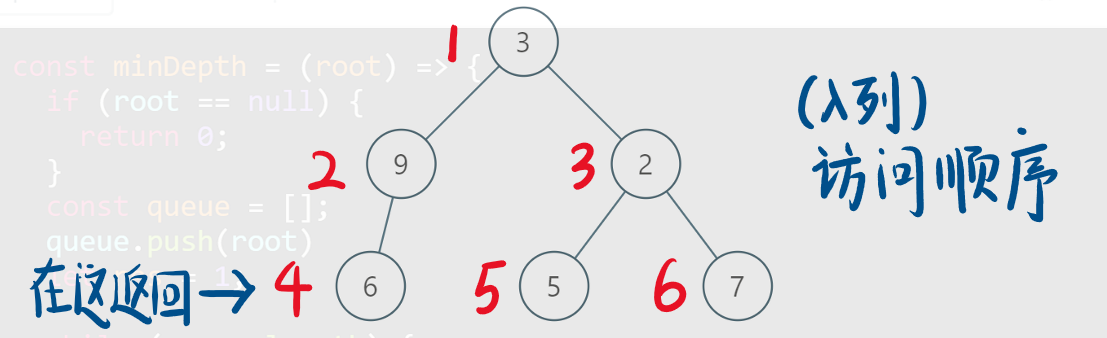 const minDepth = (root) => {
if (root == null) {
return 0;
}
const queue = [];
queue.push(root)
1 3
2 9 3 2
4 6 5 5 6 7
(入列)
访问顺序
在这返回→